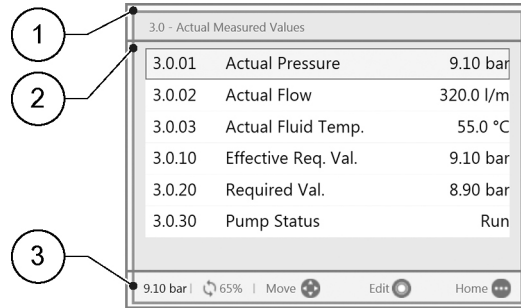 1
3.0 - Actual Measured Values
2
3.0.01 Actual Pressure 9.10 bar
3.0.02 Actual Flow 320.0 l/m
3.0.03 Actual Fluid Temp. 55.0 °C
3.0.10 Effective Req. Val. 9.10 bar
3.0.20 Required Val. 8.90 bar
3.0.30 Pump Status Run
3
9.10 bar | 65% | Move Edit Home